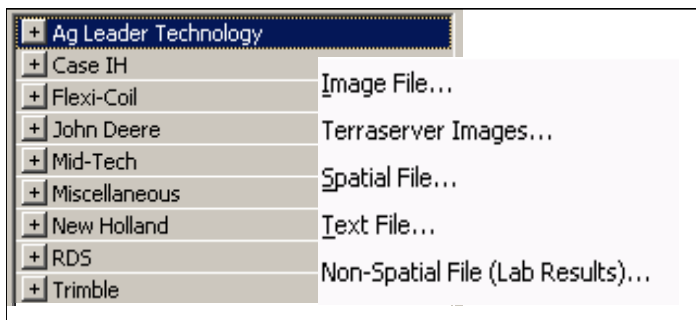 Ag Leader Technology
Case IH
Flexi-Coil
John Deere
Mid-Tech
Miscellaneous
New Holland
RDS
Trimble
Image File...
Terraserver Images...
Spatial File...
Text File...
Non-Spatial File (Lab Results)...